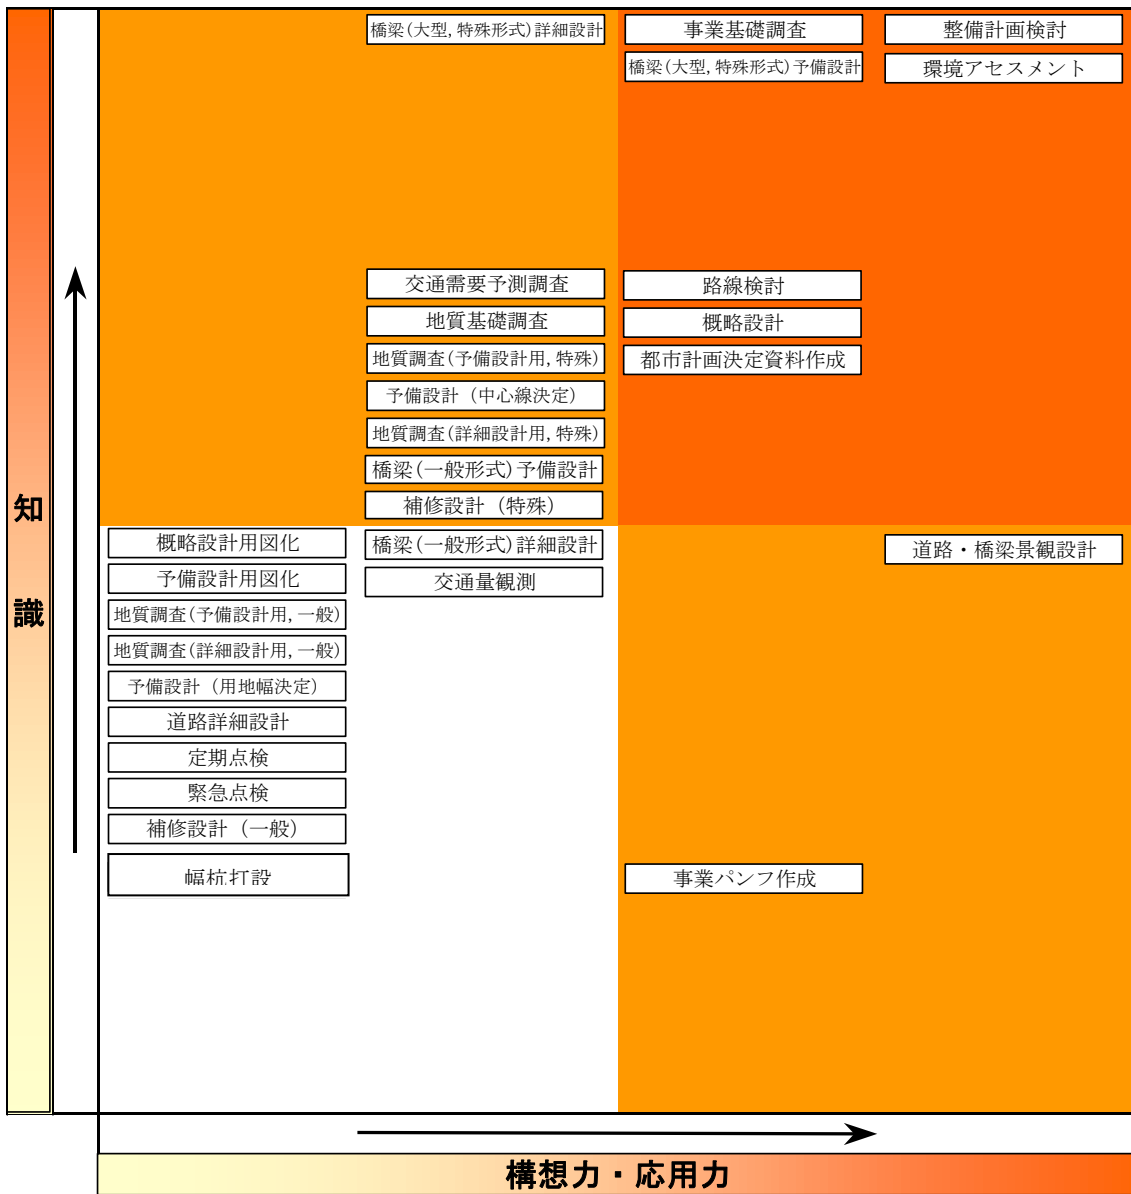 橋梁(大型,特殊形式)詳細設計
事業基礎調査
整備計画検討
橋梁(大型,特殊形式)予備設計
環境アセスメント
交通需要予測調査
路線検討
地質基礎調査
概略設計
地質調査(予備設計用,特殊)
都市計画決定資料作成
予備設計（中心線決定）
地質調査(詳細設計用,特殊)
橋梁(一般形式)予備設計
補修設計（特殊）
知
識
概略設計用図化
橋梁(一般形式)詳細設計
道路・橋梁景観設計
予備設計用図化
交通量観測
地質調査(予備設計用,一般)
地質調査(詳細設計用,一般)
予備設計（用地幅決定）
道路詳細設計
定期点検
緊急点検
補修設計（一般）
幅杭打設
事業パンフ作成
構想力・応用力